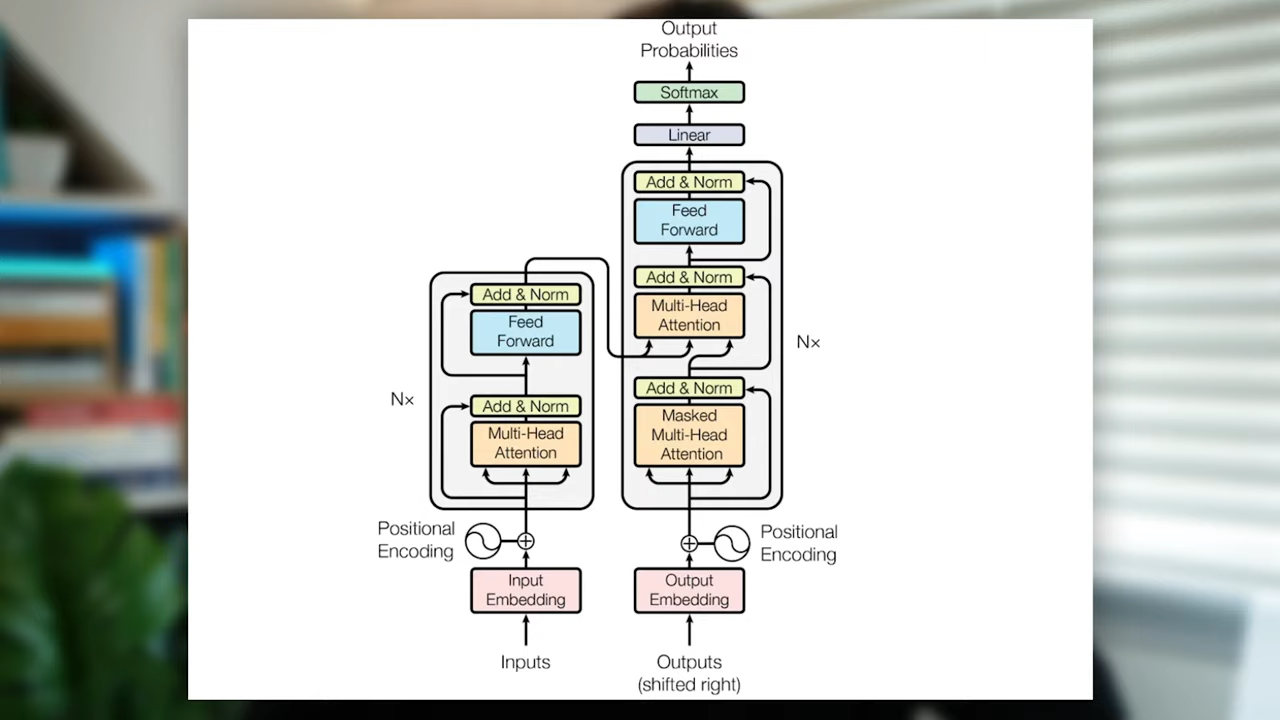 Output
Probabilities
Softmax
Linear
Add & Norm
Feed
Forward
Add & Norm
Multi-Head
Attention
Add & Norm
Masked
Multi-Head
Attention
Nx
Add & Norm
Feed
Forward
Add & Norm
Multi-Head
Attention
Nx
Positional
Encoding
Positional
Encoding
Input
Embedding
Output
Embedding
Inputs
Outputs
(shifted right)